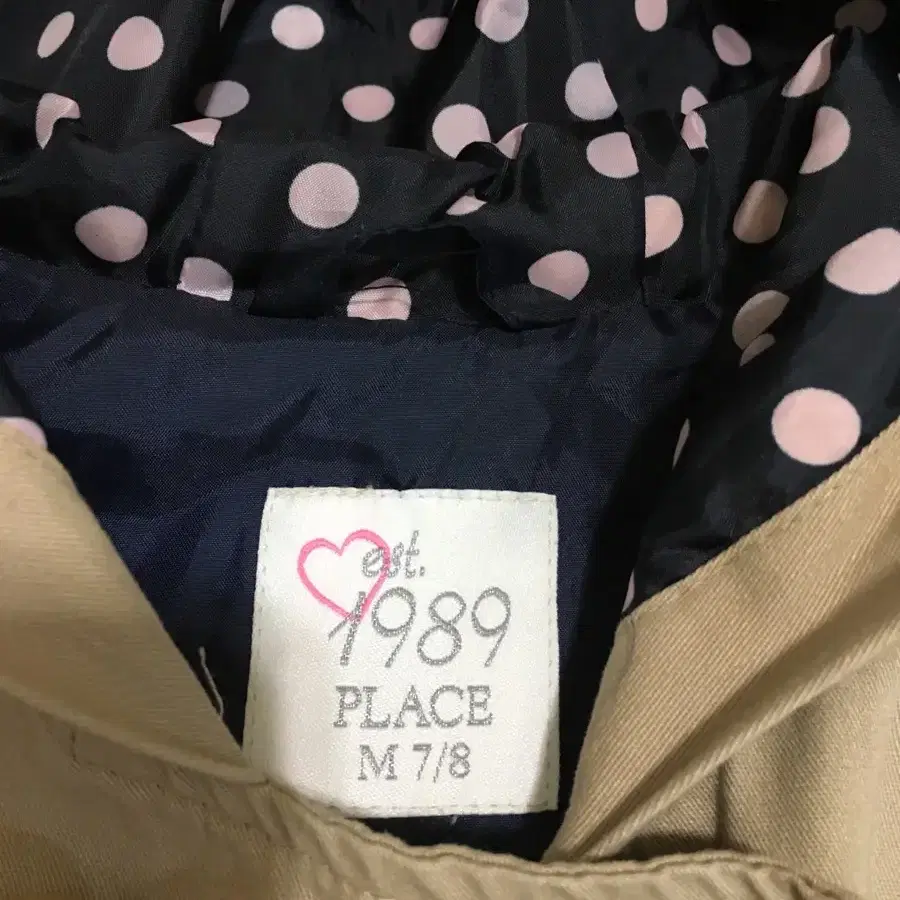 est.
1989
PLACE
M 7/8